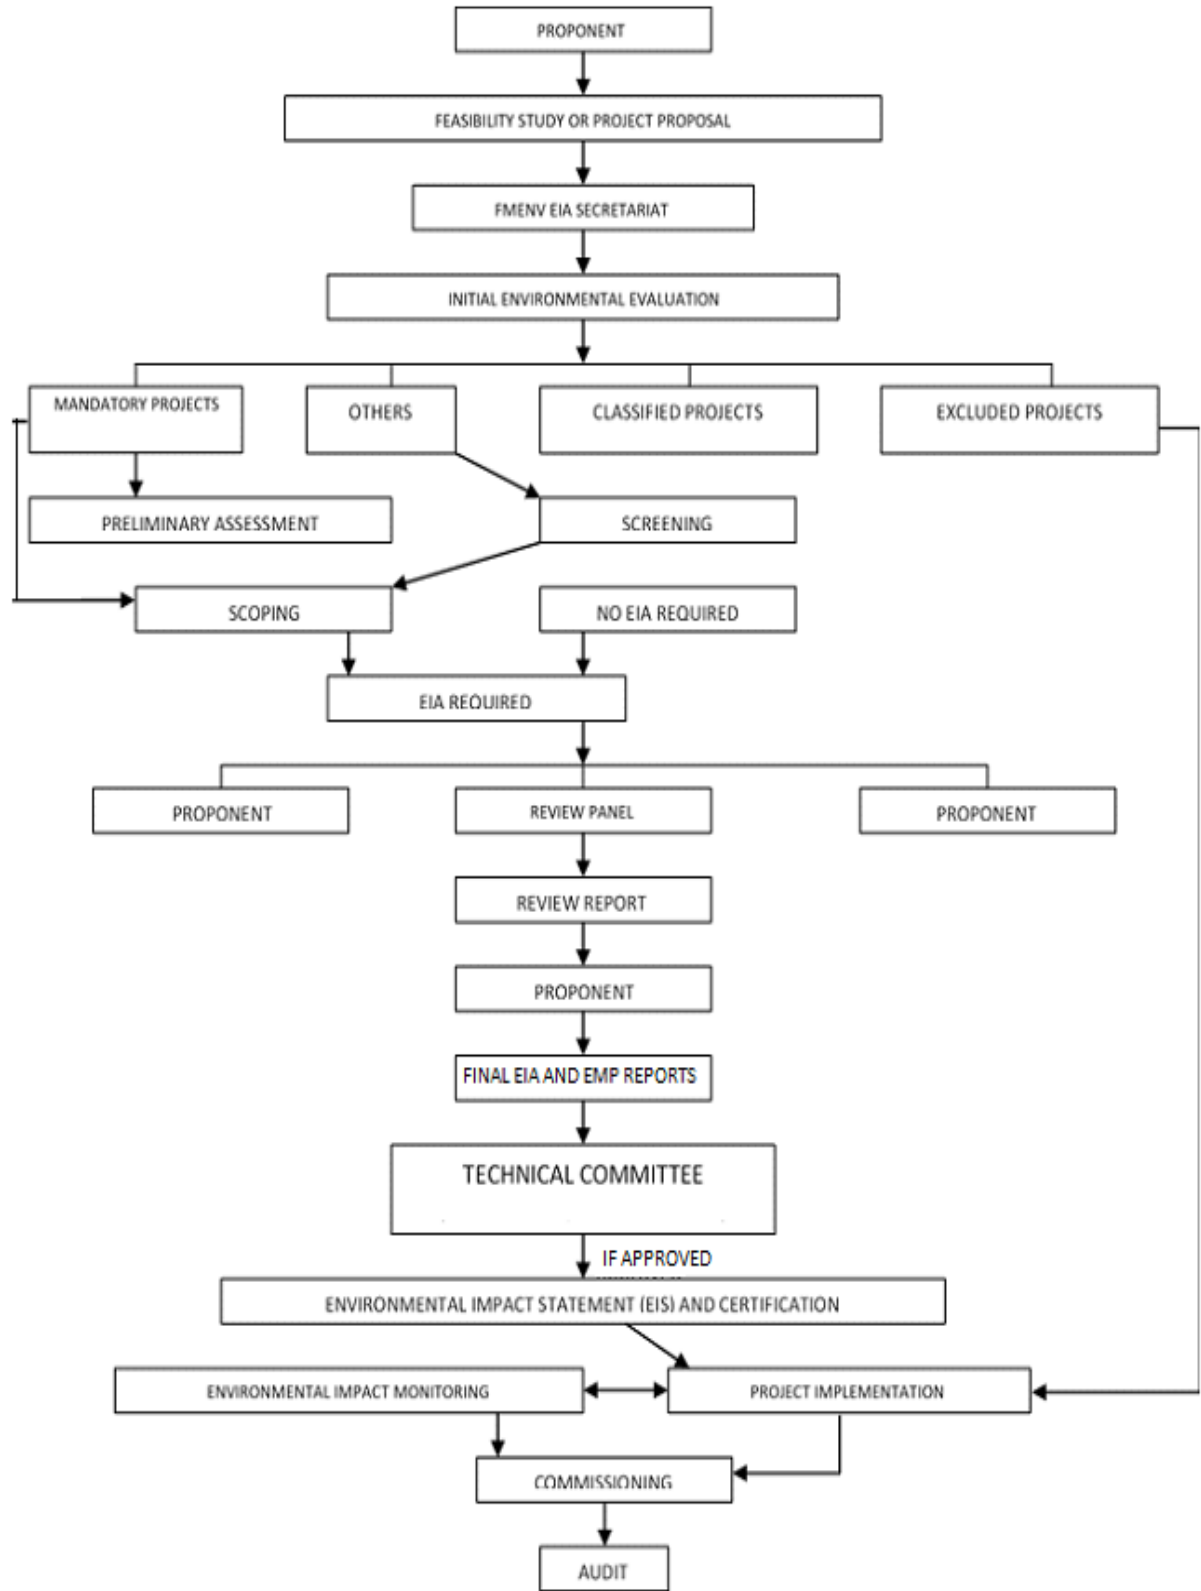 PROPONENT
FEASIBILITY STUDY OR PROJECT PROPOSAL
FMENV EIA SECRETARIAT
INITIAL ENVIRONMENTAL EVALUATION
MANDATORY PROJECTS
OTHERS
CLASSIFIED PROJECTS
EXCLUDED PROJECTS
PRELIMINARY ASSESSMENT
SCREENING
SCOPING
NO EIA REQUIRED
EIA REQUIRED
PROPONENT
REVIEW PANEL
PROPONENT
REVIEW REPORT
PROPONENT
FINAL EIA AND EMP REPORTS
TECHNICAL COMMITTEE
IF APPROVED
ENVIRONMENTAL IMPACT STATEMENT (EIS) AND CERTIFICATION
ENVIRONMENTAL IMPACT MONITORING
PROJECT IMPLEMENTATION
COMMISSIONING
AUDIT